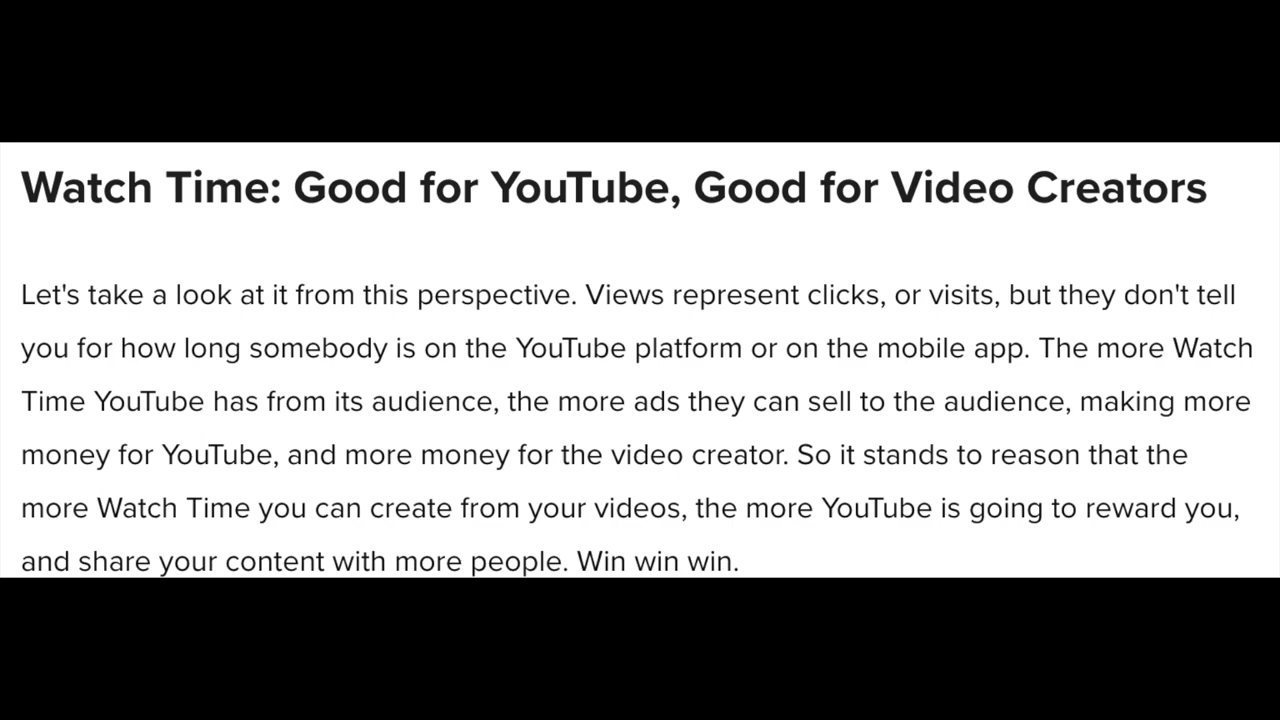 Watch Time: Good for YouTube, Good for Video Creators
Let's take a look at it from this perspective. Views represent clicks, or visits, but they don't tell
you for how long somebody is on the YouTube platform or on the mobile app. The more Watch
Time YouTube has from its audience, the more ads they can sell to the audience, making more
money for YouTube, and more money for the video creator. So it stands to reason that the
more Watch Time you can create from your videos, the more YouTube is going to reward you,
and share your content with more people. Win win win.